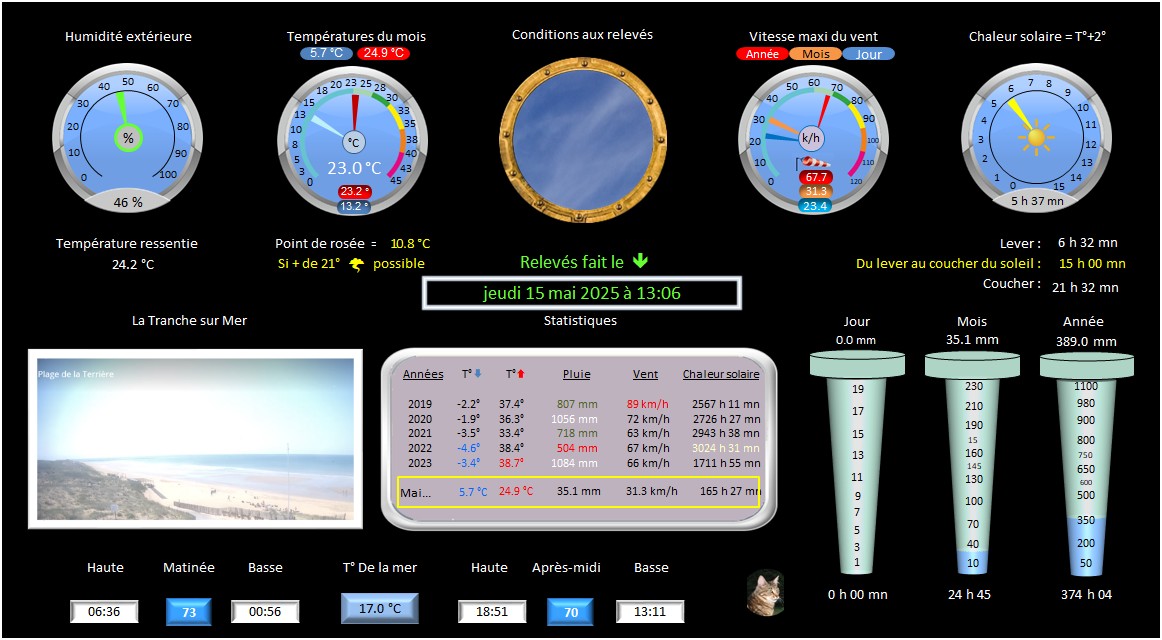 Humidité extérieure
Températures du mois
Conditions aux relevés
Vitesse maxi du vent
Chaleur solaire = T°+2°
5.7 °C 24.9 °C
Année Mois Jour
0 10 20 30 40 50 60 70 80 90 100
%
46 %
0 3 5 8 10 13 15 18 20 23 25 28 30 33 35 38 40 43 45
°C
23.0 °C
23.2 °
13.2 °
0 10 20 30 40 50 60 70 80 90 100 110 120
k/h
67.7
31.3
23.4
0 1 2 3 4 5 6 7 8 9 10 11 12 13 14 15
5 h 37 mn
Température ressentie
24.2 °C
Point de rosée = 10.8 °C
Si + de 21° possible
Relevés fait le
jeudi 15 mai 2025 à 13:06
Lever : 6 h 32 mn
Du lever au coucher du soleil : 15 h 00 mn
Coucher : 21 h 32 mn
La Tranche sur Mer
Plage de la Terrière
Statistiques
Années T° T° Pluie Vent Chaleur solaire
2019 -2.2° 37.4° 807 mm 89 km/h 2567 h 11 mn
2020 -1.9° 36.3° 1056 mm 72 km/h 2726 h 27 mn
2021 -3.5° 33.4° 718 mm 63 km/h 2943 h 38 mn
2022 -4.6° 38.4° 504 mm 67 km/h 3024 h 31 mn
2023 -3.4° 38.7° 1084 mm 66 km/h 1711 h 55 mn
Mai... 5.7 °C 24.9 °C 35.1 mm 31.3 km/h 165 h 27 mn
Jour
0.0 mm
19
17
15
13
11
9
7
5
3
1
0 h 00 mn
Mois
35.1 mm
230
210
190
15
160
145
130
100
70
40
10
24 h 45
Année
389.0 mm
1100
980
900
800
750
650
600
500
350
200
50
374 h 04
Haute Matinée Basse
06:36 73 00:56
T° De la mer
17.0 °C
Haute Après-midi Basse
18:51 70 13:11